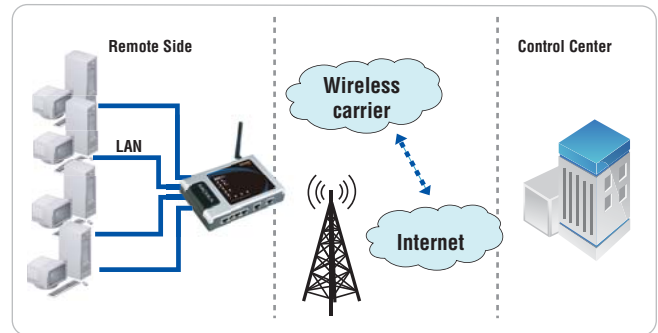 Remote Side
Control Center
LAN
Wireless
carrier
Internet